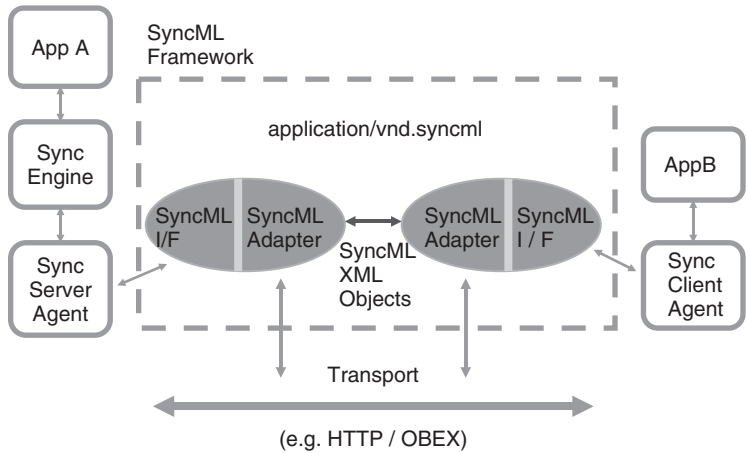 App A
SyncML
Framework
application/vnd.syncml
Sync
Engine
AppB
SyncML
I/F
SyncML
Adapter
SyncML
Adapter
SyncML
I / F
SyncML
XML
Objects
Sync
Server
Agent
Sync
Client
Agent
Transport
(e.g. HTTP / OBEX)